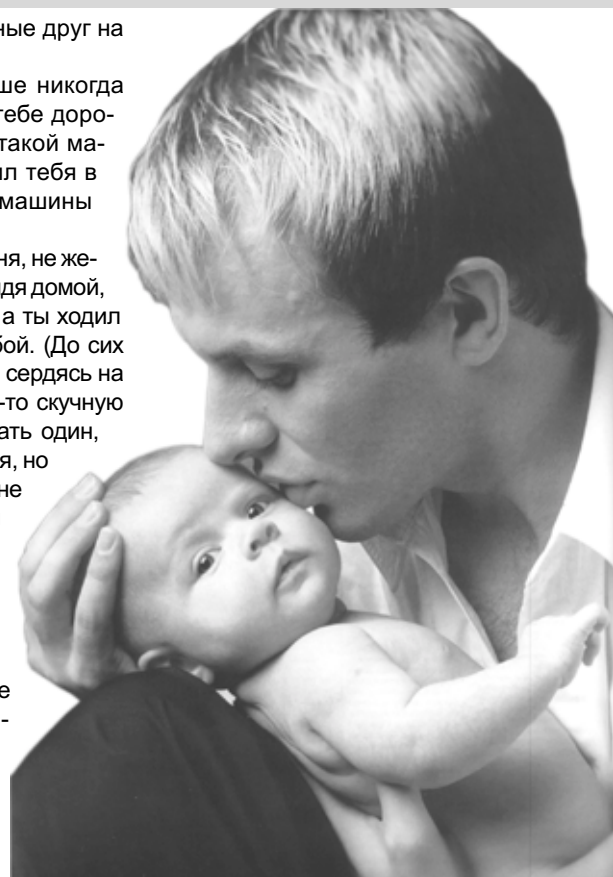 ные друг на
ше никогда
тебе доро-
такой ма-
ил тебя в
машины
ня, не же-
дя домой,
а ты ходил
бой. (До сих
сердясь на
-то скучную
ать один,
я, но
не
е
-